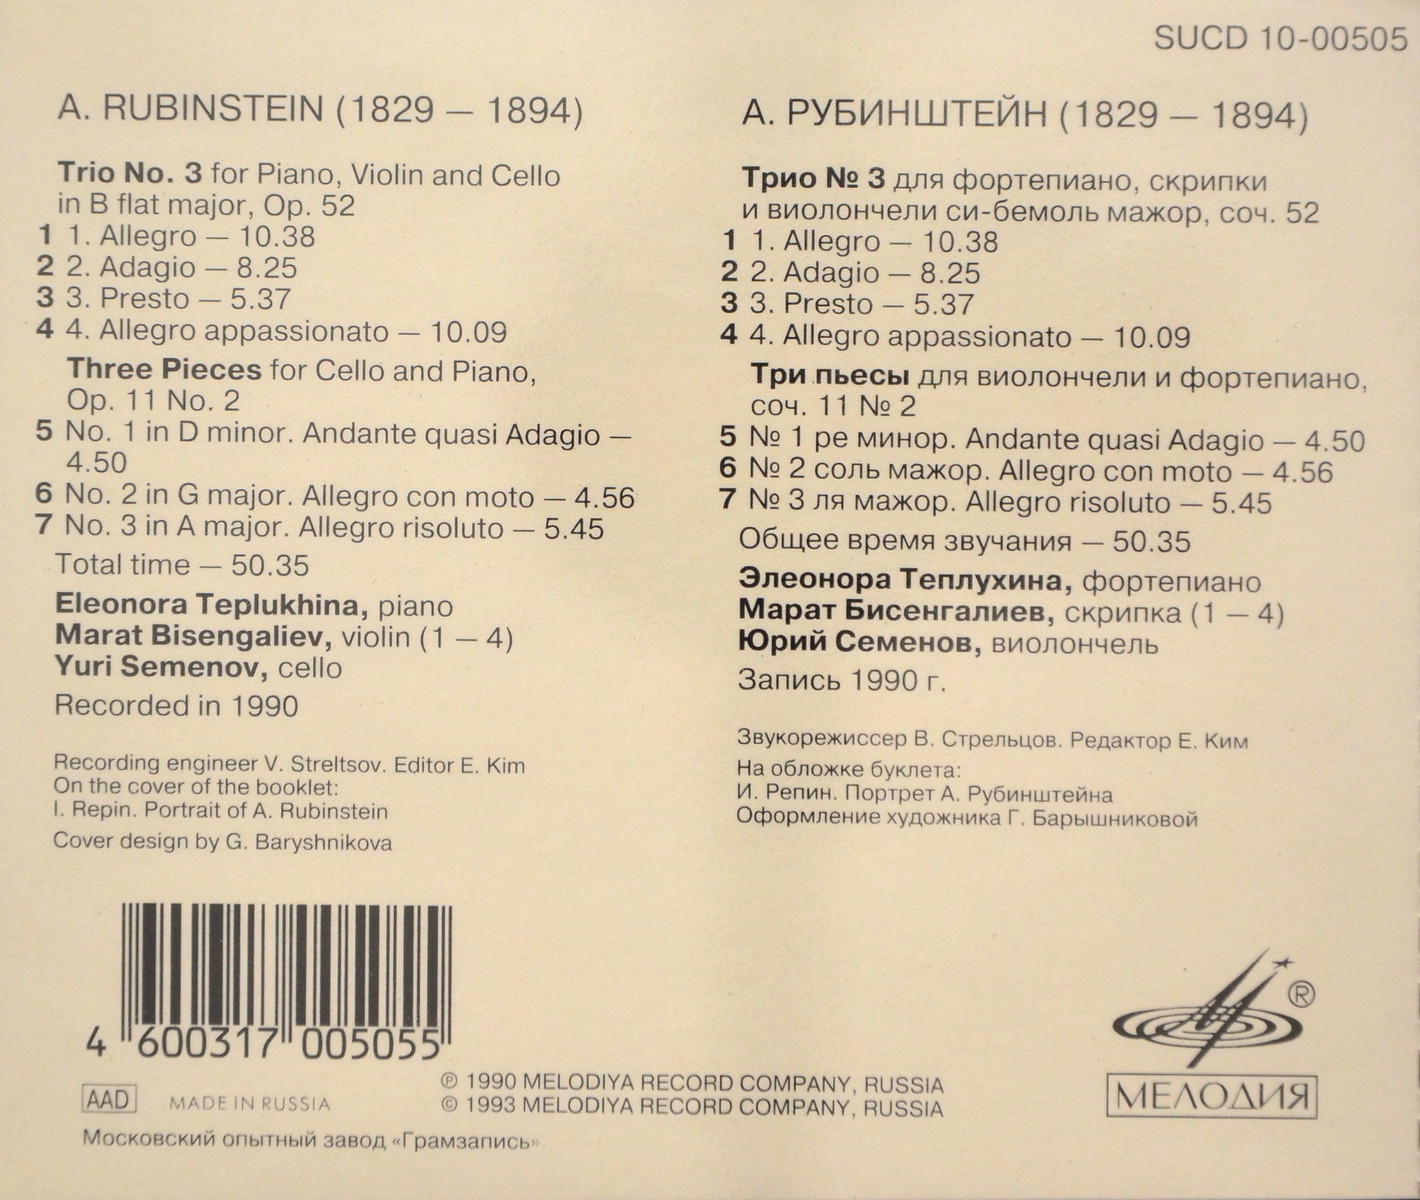 SUCD 10-00505
A. RUBINSTEIN (1829 — 1894)
Trio No. 3 for Piano, Violin and Cello
in B flat major, Op. 52
1 1. Allegro — 10.38
2 2. Adagio — 8.25
3 3. Presto — 5.37
4 4. Allegro appassionato — 10.09
Three Pieces for Cello and Piano,
Op. 11 No. 2
5 No. 1 in D minor. Andante quasi Adagio —
4.50
6 No. 2 in G major. Allegro con moto — 4.56
7 No. 3 in A major. Allegro risoluto — 5.45
Total time — 50.35
Eleonora Teplukhina, piano
Marat Bisengaliev, violin (1 — 4)
Yuri Semenov, cello
Recorded in 1990
Recording engineer V. Streltsov. Editor E. Kim
On the cover of the booklet:
I. Repin. Portrait of A. Rubinstein
Cover design by G. Baryshnikova
А. РУБИНШТЕЙН (1829 — 1894)
Трио № 3 для фортепиано, скрипки
и виолончели си-бемоль мажор, соч. 52
1 1. Allegro — 10.38
2 2. Adagio — 8.25
3 3. Presto — 5.37
4 4. Allegro appassionato — 10.09
Три пьесы для виолончели и фортепиано,
соч. 11 № 2
5 № 1 ре минор. Andante quasi Adagio — 4.50
6 № 2 соль мажор. Allegro con moto — 4.56
7 № 3 ля мажор. Allegro risoluto — 5.45
Общее время звучания — 50.35
Элеонора Теплухина, фортепиано
Марат Бисенгалиев, скрипка (1 — 4)
Юрий Семенов, виолончель
Запись 1990 г.
Звукорежиссер В. Стрельцов. Редактор Е. Ким
На обложке буклета:
И. Репин. Портрет А. Рубинштейна
Оформление художника Г. Барышниковой
4 600317 005055
AAD MADE IN RUSSIA
℗ 1990 MELODIYA RECORD COMPANY, RUSSIA
© 1993 MELODIYA RECORD COMPANY, RUSSIA
Московский опытный завод «Грамзапись»
®
МЕЛОДИЯ